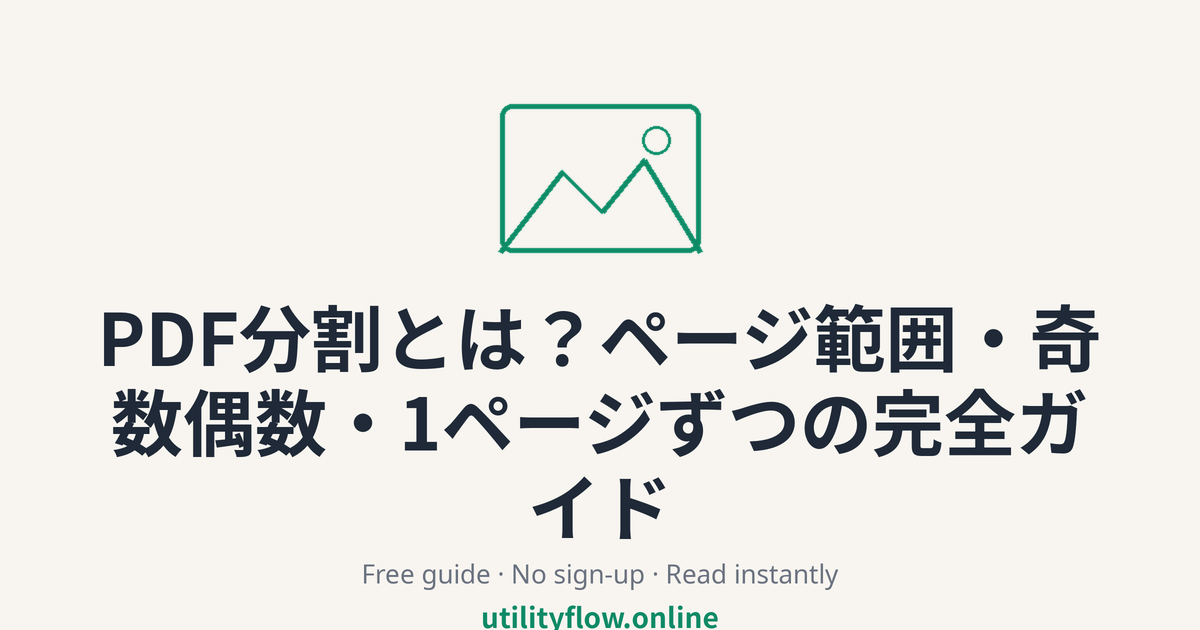 PDF分割とは？ページ範囲・奇
数偶数・1ページずつの完全ガ
イド
Free guide · No sign-up · Read instantly
utilityflow.online